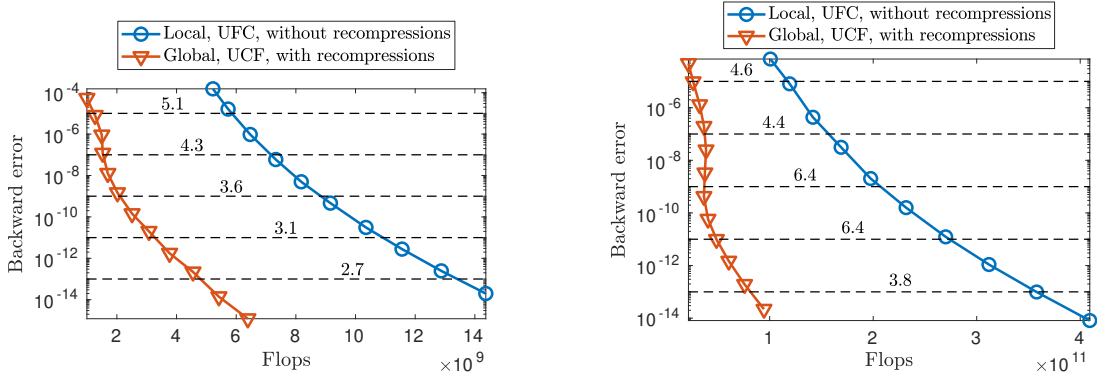 Local, UFC, without recompressions
Global, UCF, with recompressions
Backward error
10^-4
10^-6
10^-8
10^-10
10^-12
10^-14
5.1
4.3
3.6
3.1
2.7
2 4 6 8 10 12 14
Flops
×10^9
Local, UFC, without recompressions
Global, UCF, with recompressions
Backward error
10^-6
10^-8
10^-10
10^-12
10^-14
4.6
4.4
6.4
6.4
3.8
1 2 3 4
Flops
×10^11